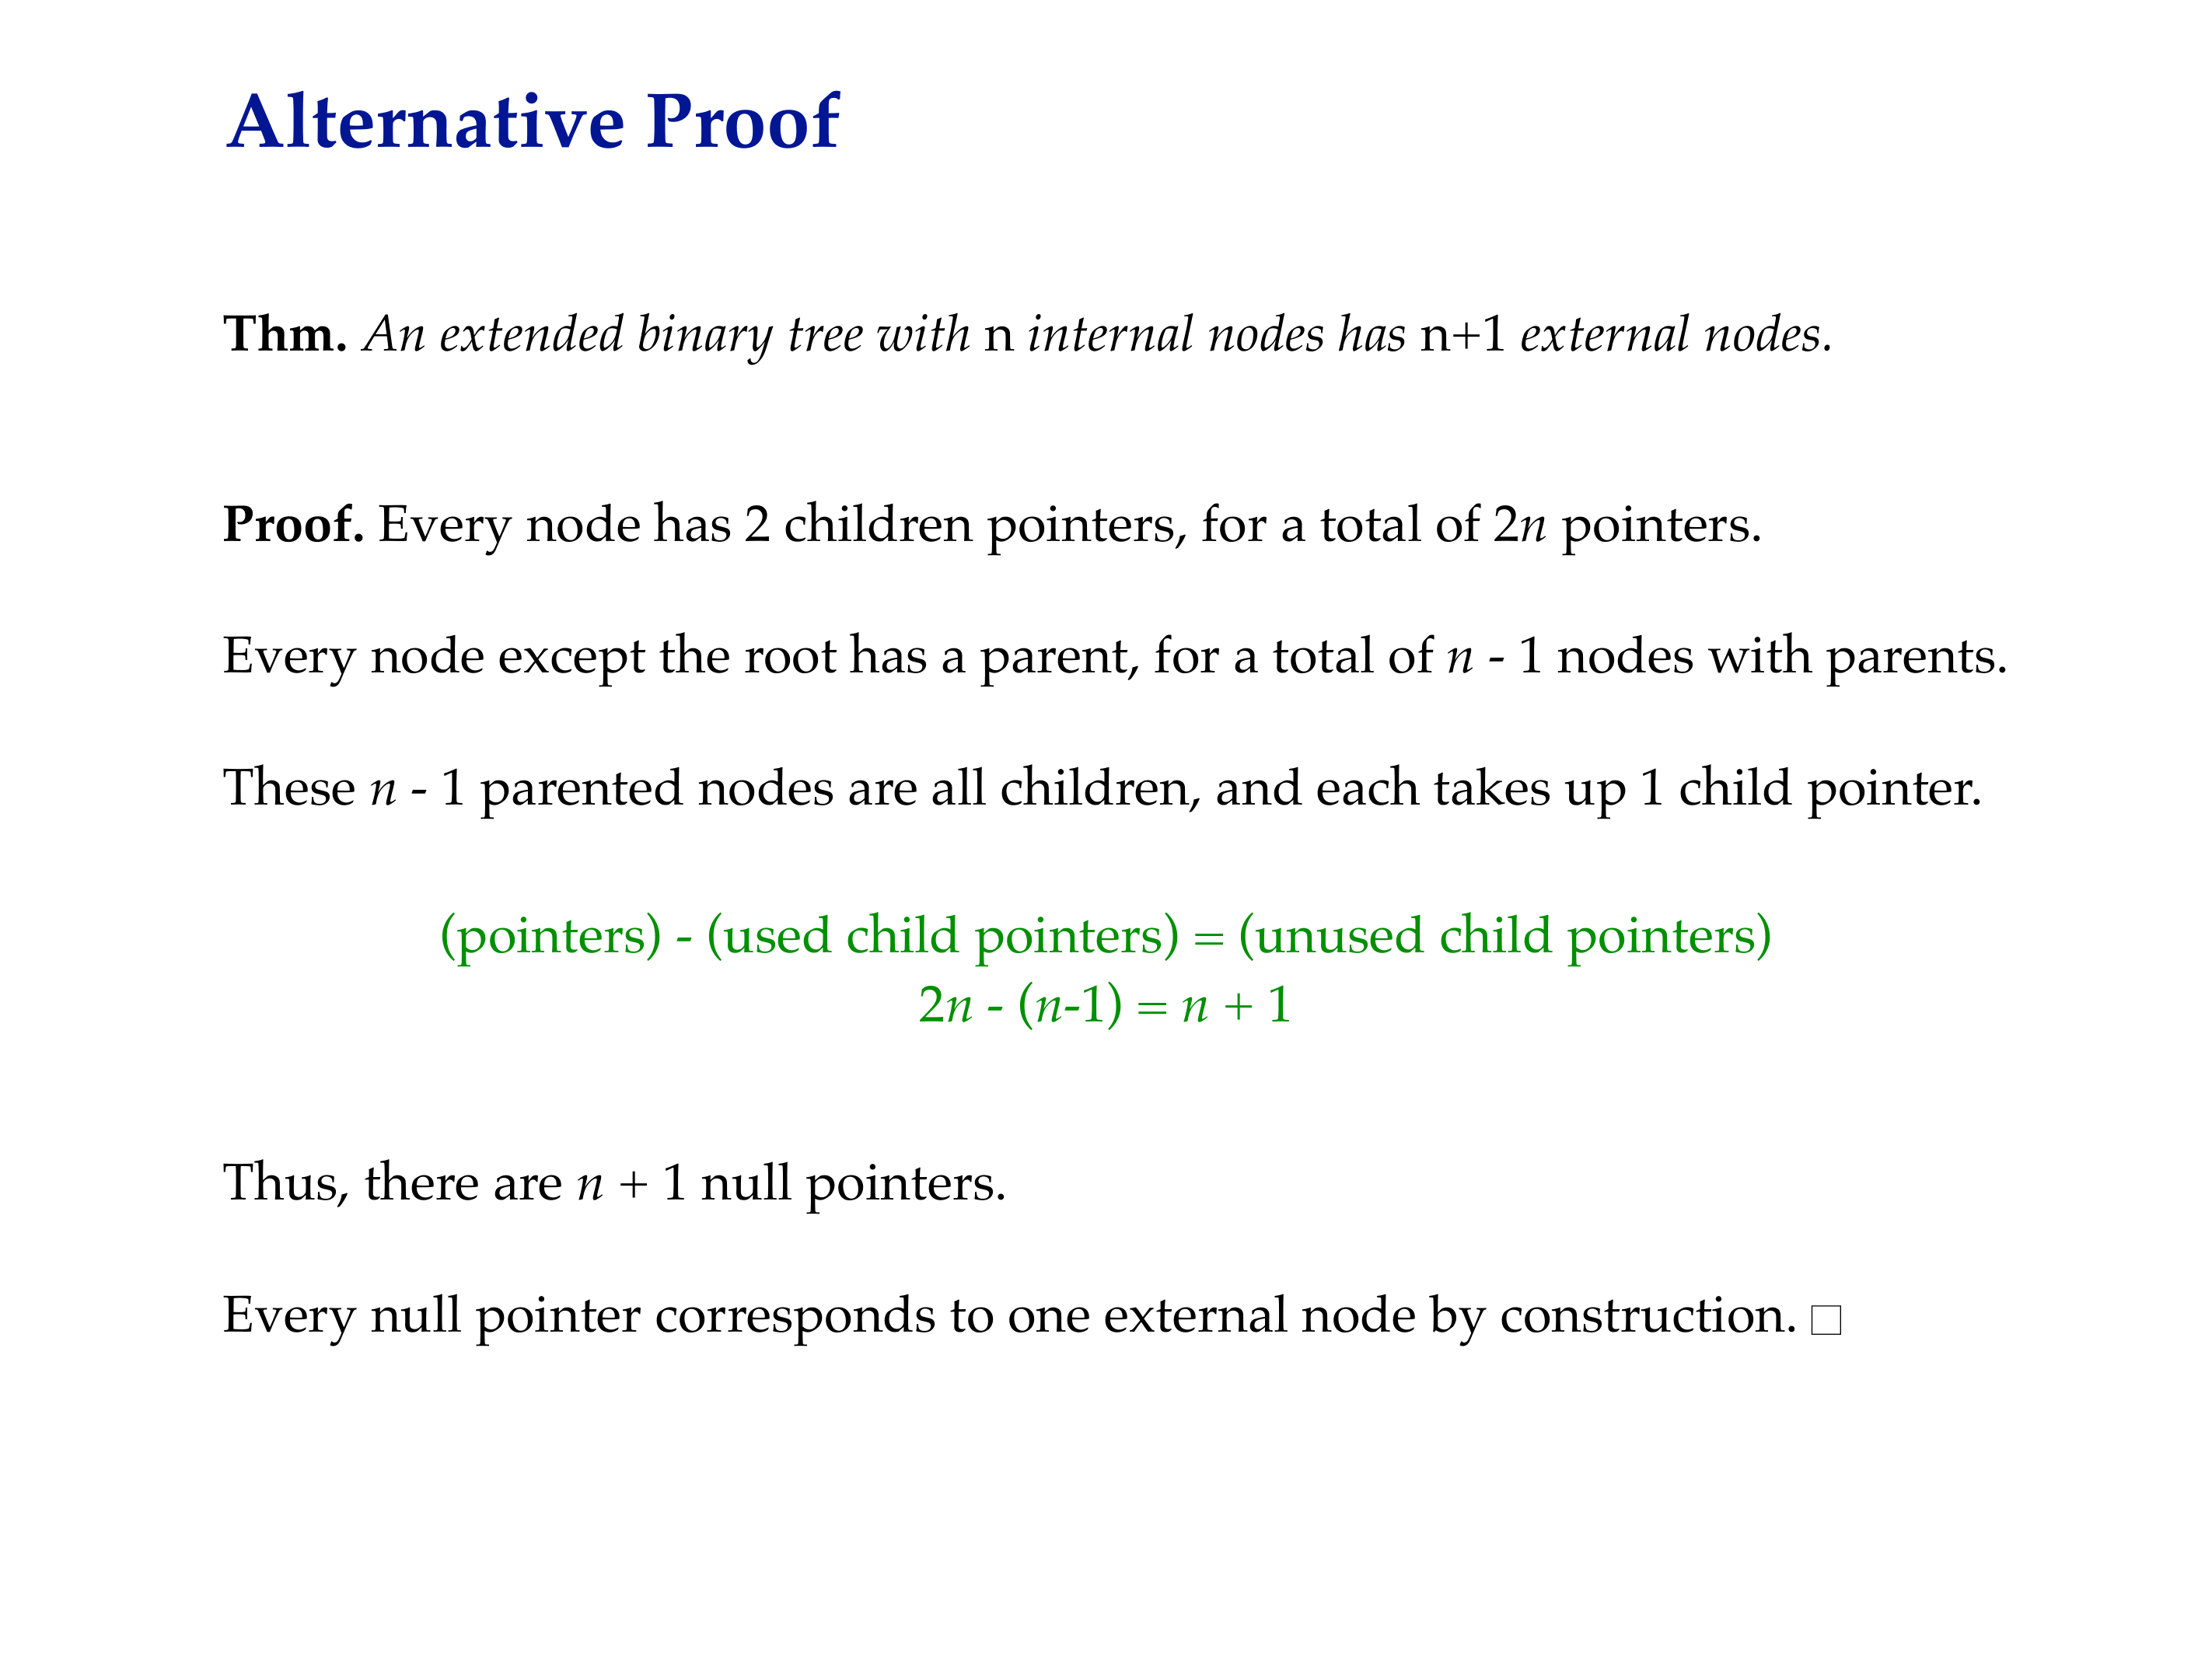 Alternative Proof
Thm. An extended binary tree with n internal nodes has n+1 external nodes.
Proof. Every node has 2 children pointers, for a total of 2n pointers.
Every node except the root has a parent, for a total of n - 1 nodes with parents.
These n - 1 parented nodes are all children, and each takes up 1 child pointer.
(pointers) - (used child pointers) = (unused child pointers)
2n - (n-1) = n + 1
Thus, there are n + 1 null pointers.
Every null pointer corresponds to one external node by construction. □